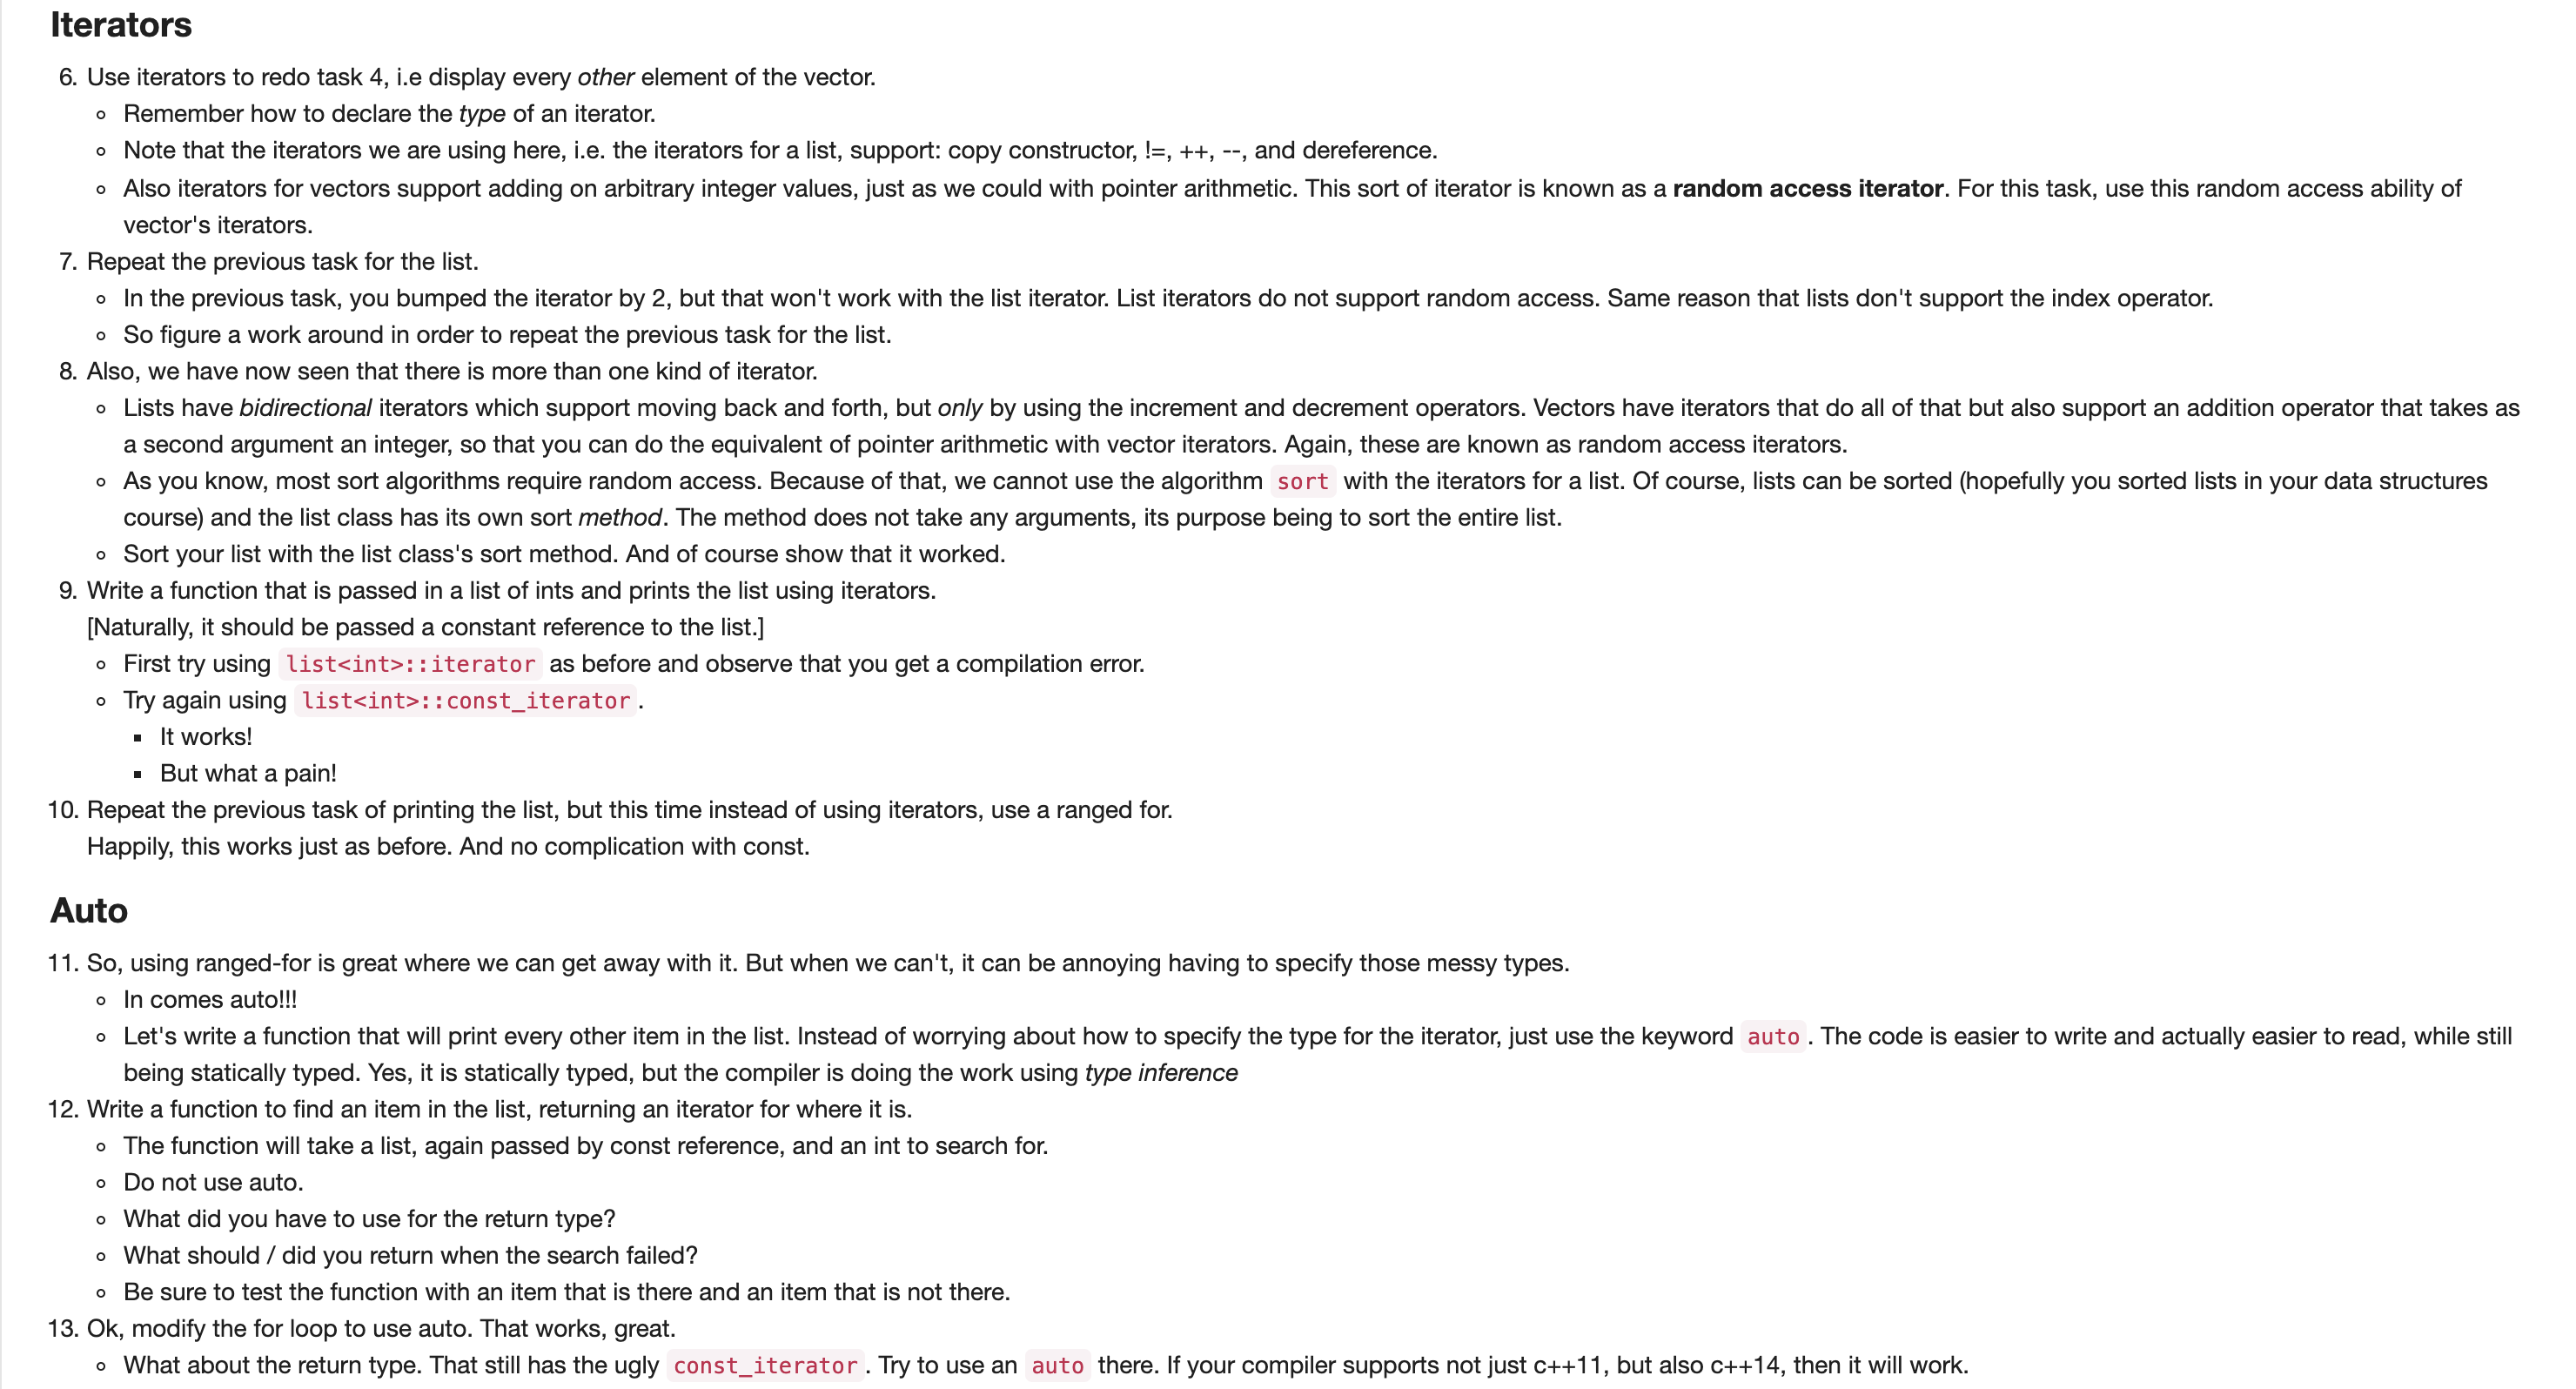 Iterators
6. Use iterators to redo task 4, i.e display every other element of the vector.
◦ Remember how to declare the type of an iterator.
◦ Note that the iterators we are using here, i.e. the iterators for a list, support: copy constructor, !=, ++, --, and dereference.
◦ Also iterators for vectors support adding on arbitrary integer values, just as we could with pointer arithmetic. This sort of iterator is known as a random access iterator. For this task, use this random access ability of
vector's iterators.
7. Repeat the previous task for the list.
◦ In the previous task, you bumped the iterator by 2, but that won't work with the list iterator. List iterators do not support random access. Same reason that lists don't support the index operator.
◦ So figure a work around in order to repeat the previous task for the list.
8. Also, we have now seen that there is more than one kind of iterator.
◦ Lists have bidirectional iterators which support moving back and forth, but only by using the increment and decrement operators. Vectors have iterators that do all of that but also support an addition operator that takes as
a second argument an integer, so that you can do the equivalent of pointer arithmetic with vector iterators. Again, these are known as random access iterators.
◦ As you know, most sort algorithms require random access. Because of that, we cannot use the algorithm sort with the iterators for a list. Of course, lists can be sorted (hopefully you sorted lists in your data structures
course) and the list class has its own sort method. The method does not take any arguments, its purpose being to sort the entire list.
◦ Sort your list with the list class's sort method. And of course show that it worked.
9. Write a function that is passed in a list of ints and prints the list using iterators.
[Naturally, it should be passed a constant reference to the list.]
◦ First try using list<int>::iterator as before and observe that you get a compilation error.
◦ Try again using list<int>::const_iterator.
▪ It works!
▪ But what a pain!
10. Repeat the previous task of printing the list, but this time instead of using iterators, use a ranged for.
Happily, this works just as before. And no complication with const.
Auto
11. So, using ranged-for is great where we can get away with it. But when we can't, it can be annoying having to specify those messy types.
◦ In comes auto!!!
◦ Let's write a function that will print every other item in the list. Instead of worrying about how to specify the type for the iterator, just use the keyword auto. The code is easier to write and actually easier to read, while still
being statically typed. Yes, it is statically typed, but the compiler is doing the work using type inference
12. Write a function to find an item in the list, returning an iterator for where it is.
◦ The function will take a list, again passed by const reference, and an int to search for.
◦ Do not use auto.
◦ What did you have to use for the return type?
◦ What should / did you return when the search failed?
◦ Be sure to test the function with an item that is there and an item that is not there.
13. Ok, modify the for loop to use auto. That works, great.
◦ What about the return type. That still has the ugly const_iterator. Try to use an auto there. If your compiler supports not just c++11, but also c++14, then it will work.